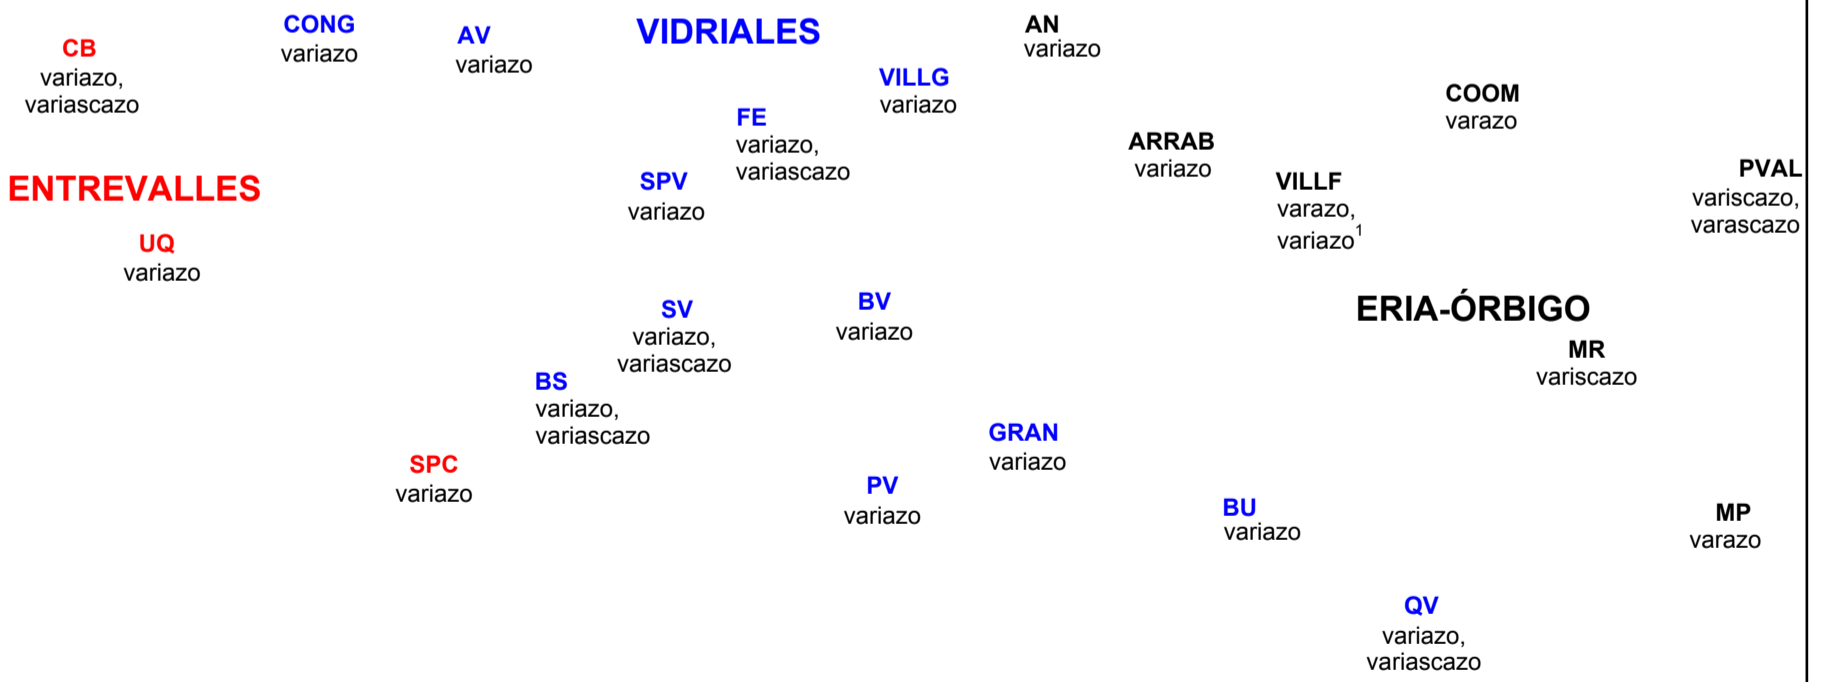 CB
variazo,
variascazo
CONG
variazo
AV
variazo
VIDRIALES
AN
variazo
VILLG
variazo
FE
variazo,
variascazo
COOM
varazo
ARRAB
variazo
PVAL
variscazo,
varascazo
ENTREVALLES
SPV
variazo
VILLF
varazo,
variazo¹
UQ
variazo
SV
variazo,
variascazo
BV
variazo
ERIA-ÓRBIGO
MR
variscazo
BS
variazo,
variascazo
GRAN
variazo
SPC
variazo
PV
variazo
BU
variazo
MP
varazo
QV
variazo,
variascazo